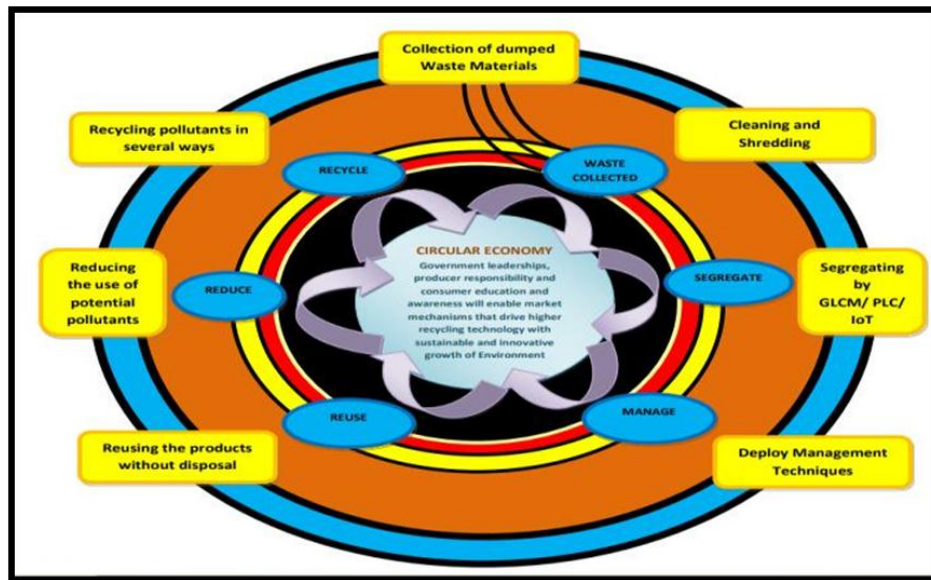 Collection of dumped
Waste Materials
Recycling pollutants in
several ways
Cleaning and
Shredding
RECYCLE
WASTE
COLLECTED
CIRCULAR ECONOMY
Government leaderships,
producer responsibility and
consumer education and
awareness will enable market
mechanisms that drive higher
recycling technology with
sustainable and innovative
growth of Environment
Reducing
the use of
potential
pollutants
REDUCE
SEGREGATE
Segregating
by
GLCM/ PLC/
IoT
REUSE
MANAGE
Reusing the products
without disposal
Deploy Management
Techniques